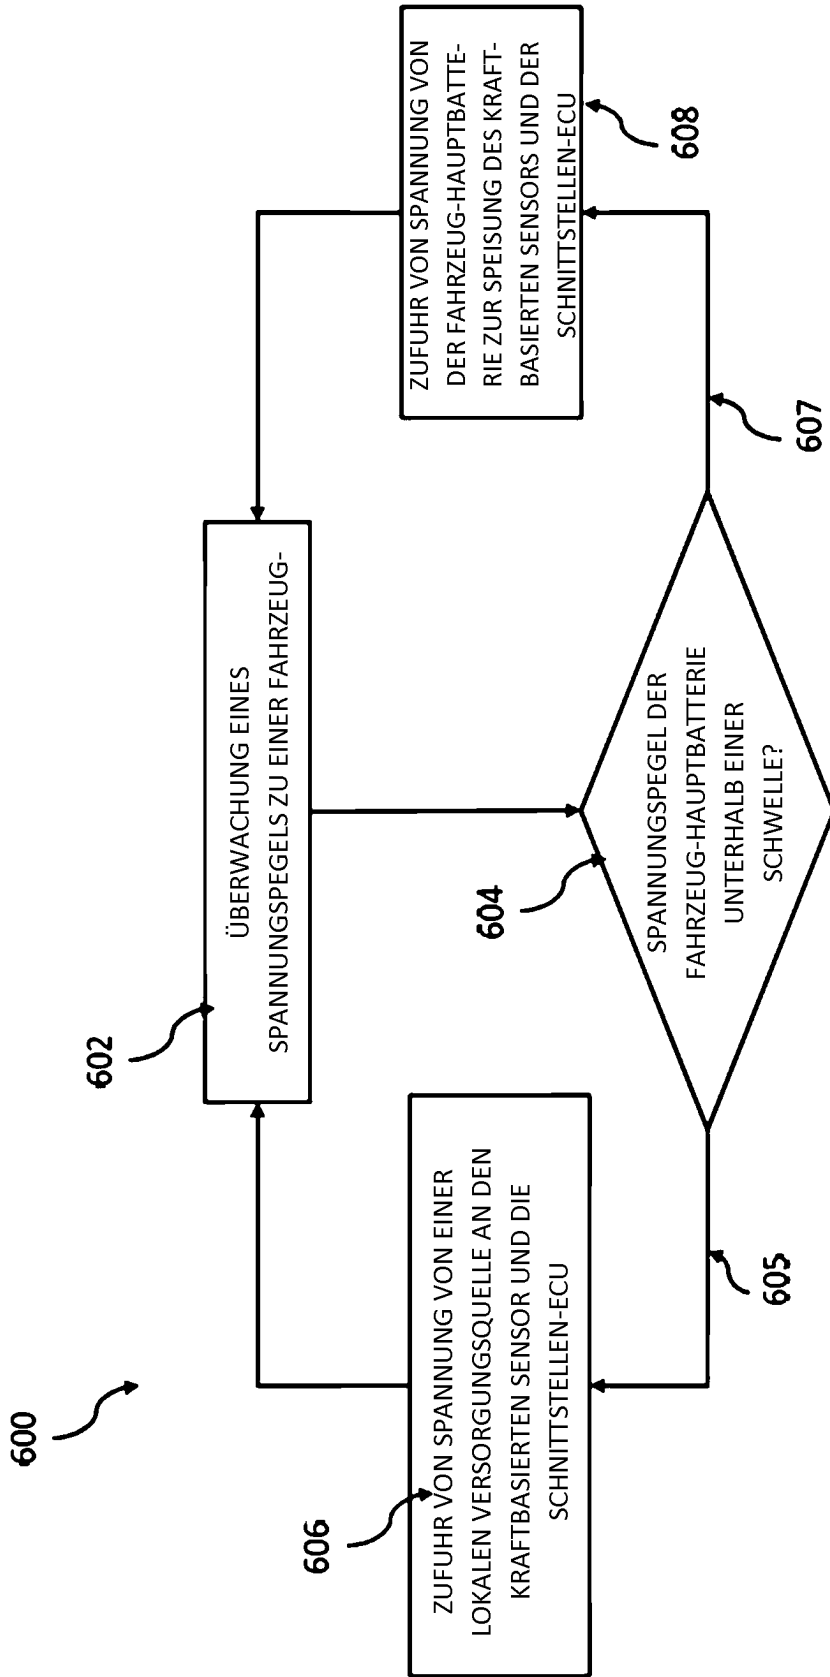 600
602
ÜBERWACHUNG EINES
SPANNUNGSPEGELS ZU EINER FAHRZEUG-
604
SPANNUNGSPEGEL DER
FAHRZEUG-HAUPTBATTERIE
UNTERHALB EINER
SCHWELLE?
605
606
ZUFUHR VON SPANNUNG VON EINER
LOKALEN VERSORGUNGSQUELLE AN DEN
KRAFTBASIERTEN SENSOR UND DIE
SCHNITTSTELLEN-ECU
607
ZUFUHR VON SPANNUNG VON
DER FAHRZEUG-HAUPTBATTE-
RIE ZUR SPEISUNG DES KRAFT-
BASIERTEN SENSORS UND DER
SCHNITTSTELLEN-ECU
608